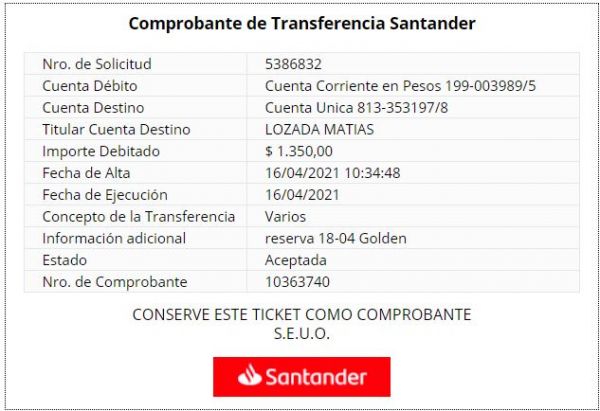 Comprobante de Transferencia Santander
Nro. de Solicitud 5386832
Cuenta Débito Cuenta Corriente en Pesos 199-003989/5
Cuenta Destino Cuenta Unica 813-353197/8
Titular Cuenta Destino LOZADA MATIAS
Importe Debitado $ 1.350,00
Fecha de Alta 16/04/2021 10:34:48
Fecha de Ejecución 16/04/2021
Concepto de la Transferencia Varios
Información adicional reserva 18-04 Golden
Estado Aceptada
Nro. de Comprobante 10363740
CONSERVE ESTE TICKET COMO COMPROBANTE
S.E.U.O.
Santander